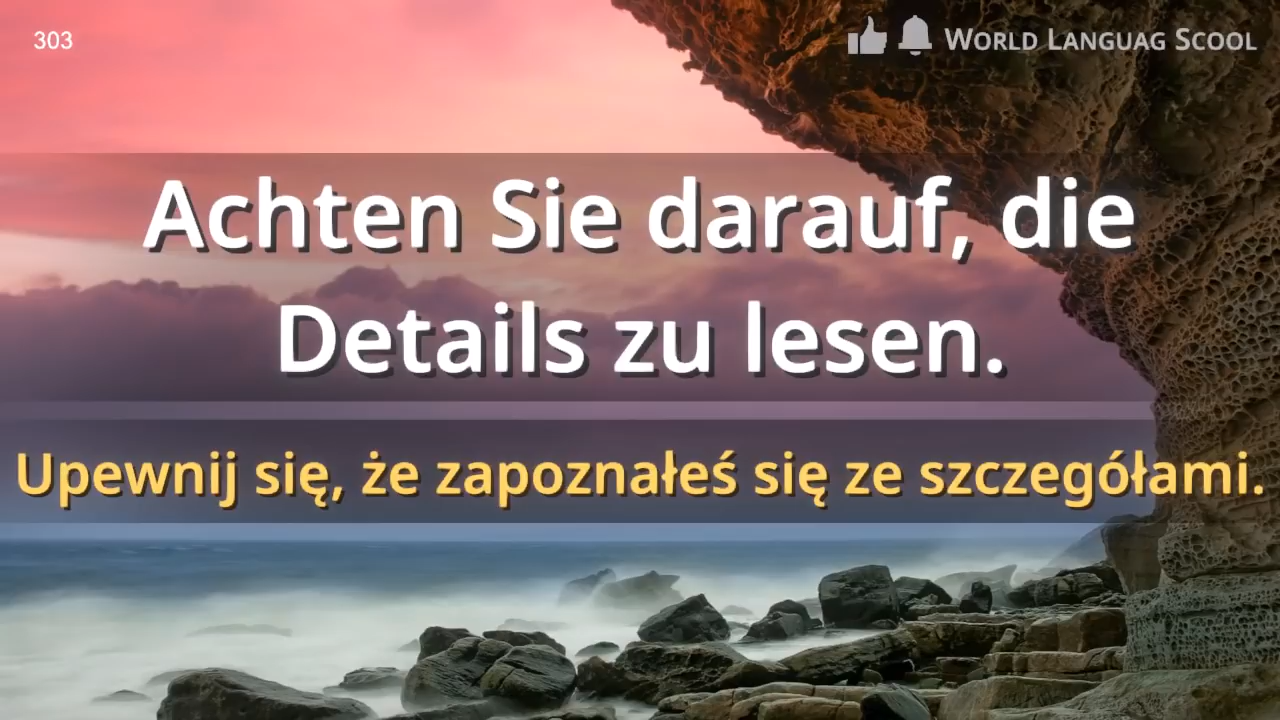 303
World Languag Scool
Achten Sie darauf, die
Details zu lesen.
Upewnij się, że zapoznałeś się ze szczegółami.